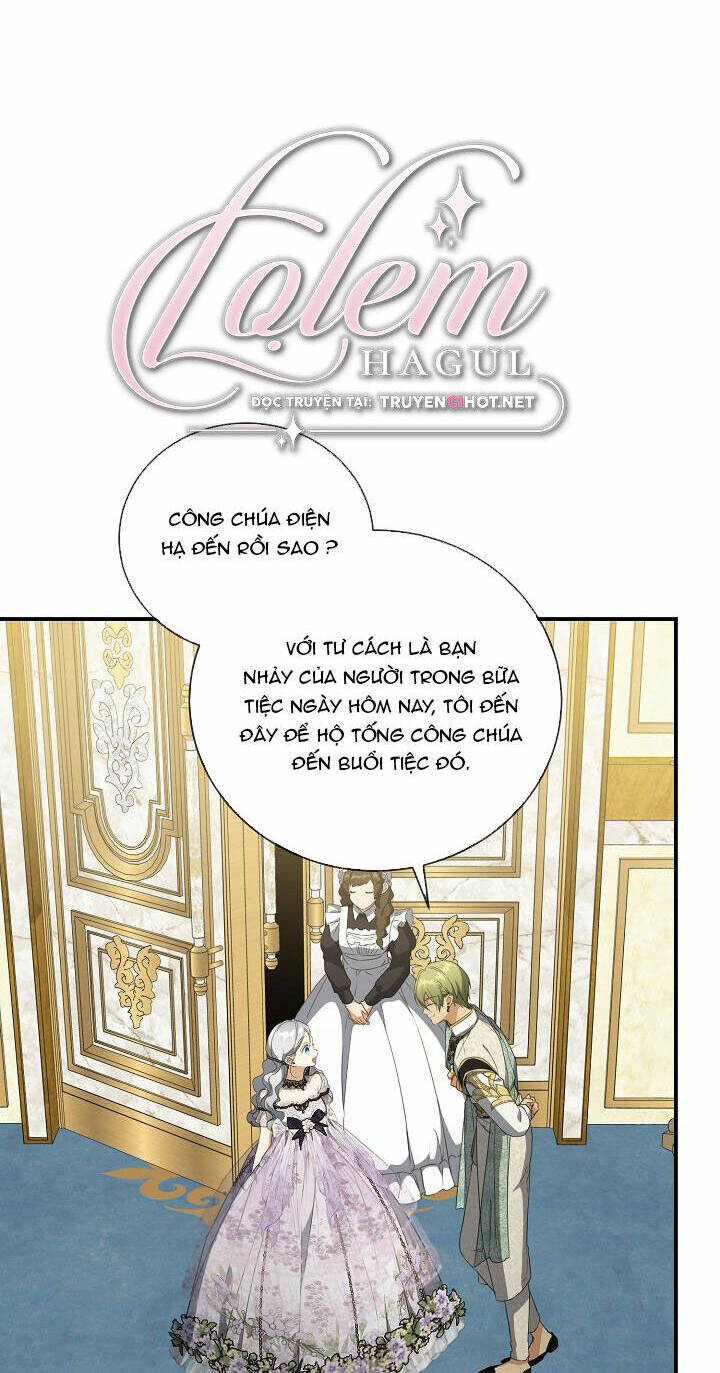 Lọlem
HAGUL
ĐỌC TRUYỆN TẠI: TRUYENGIHOT.NET
CÔNG CHÚA ĐIỆN
HẠ ĐẾN RỒI SAO ?
VỚI TƯ CÁCH LÀ BẠN
NHẢY CỦA NGƯỜI TRONG BỮA
TIỆC NGÀY HÔM NAY, TÔI ĐẾN
ĐÂY ĐỂ HỘ TỐNG CÔNG CHÚA
ĐẾN BUỔI TIỆC ĐÓ.